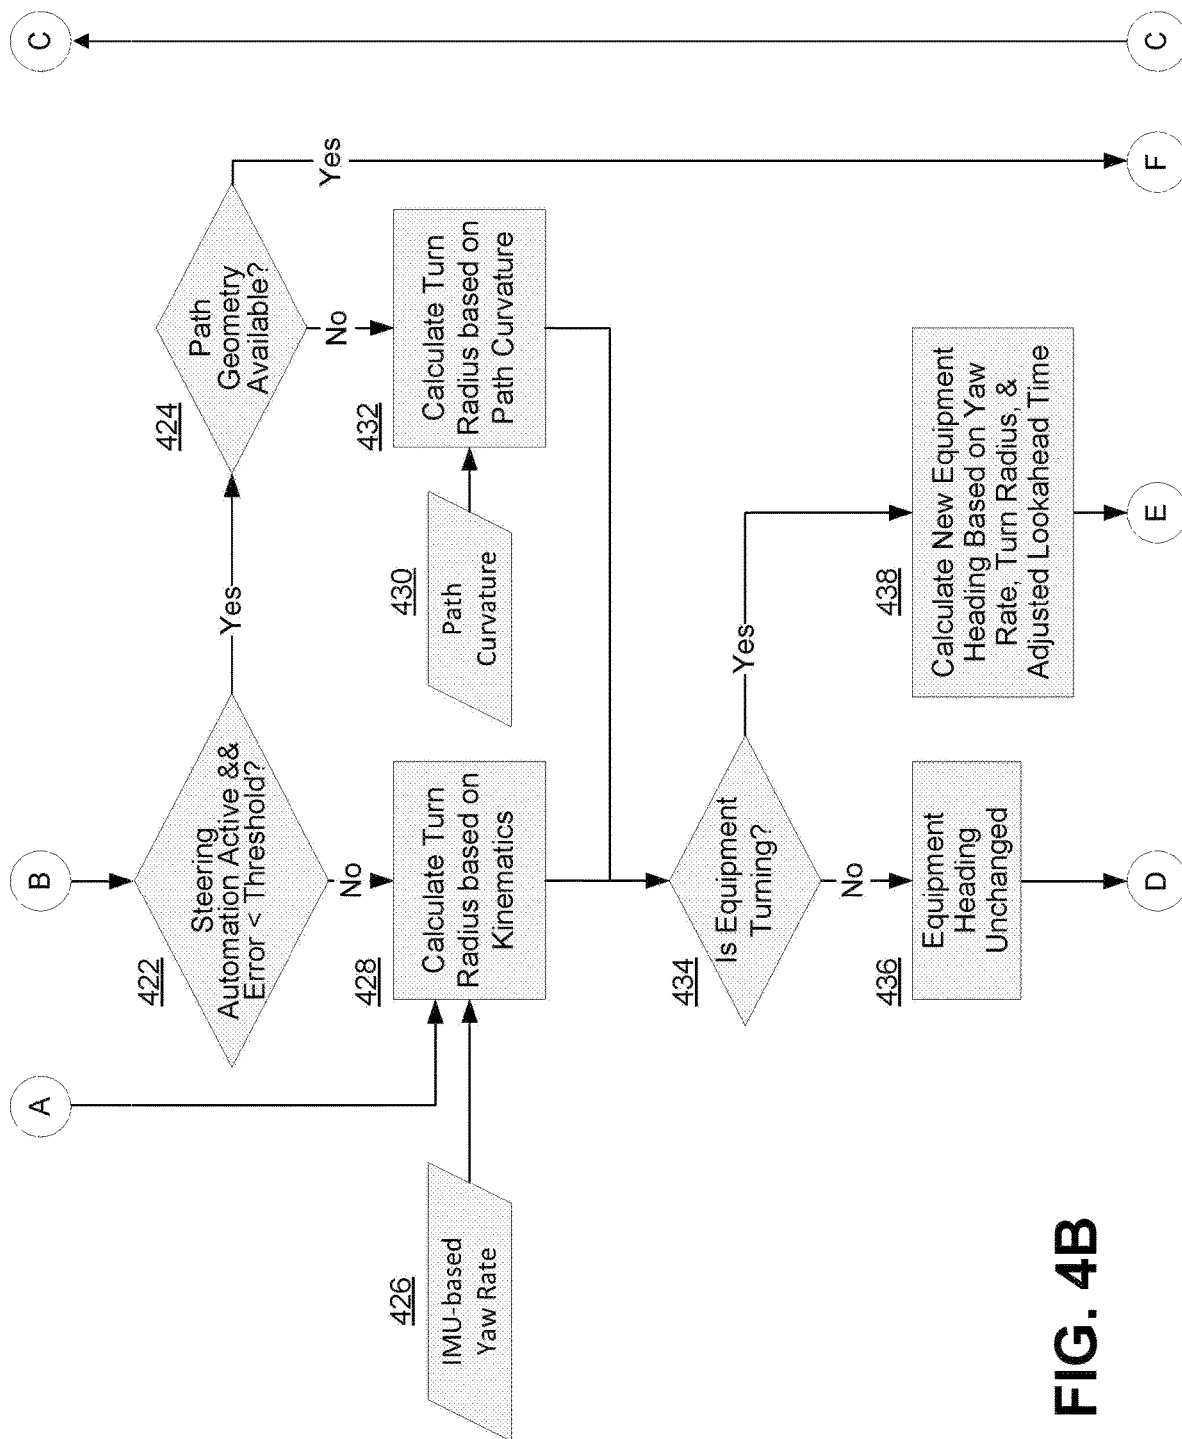 A
B
C
422
Steering
Automation Active &&
Error < Threshold?
Yes
424
Path
Geometry
Available?
Yes
No
No
426
IMU-based
Yaw Rate
428
Calculate Turn
Radius based on
Kinematics
430
Path
Curvature
432
Calculate Turn
Radius based on
Path Curvature
434
Is Equipment
Turning?
Yes
No
436
Equipment
Heading
Unchanged
438
Calculate New Equipment
Heading Based on Yaw
Rate, Turn Radius, &
Adjusted Lookahead Time
D
E
F
C
FIG. 4B